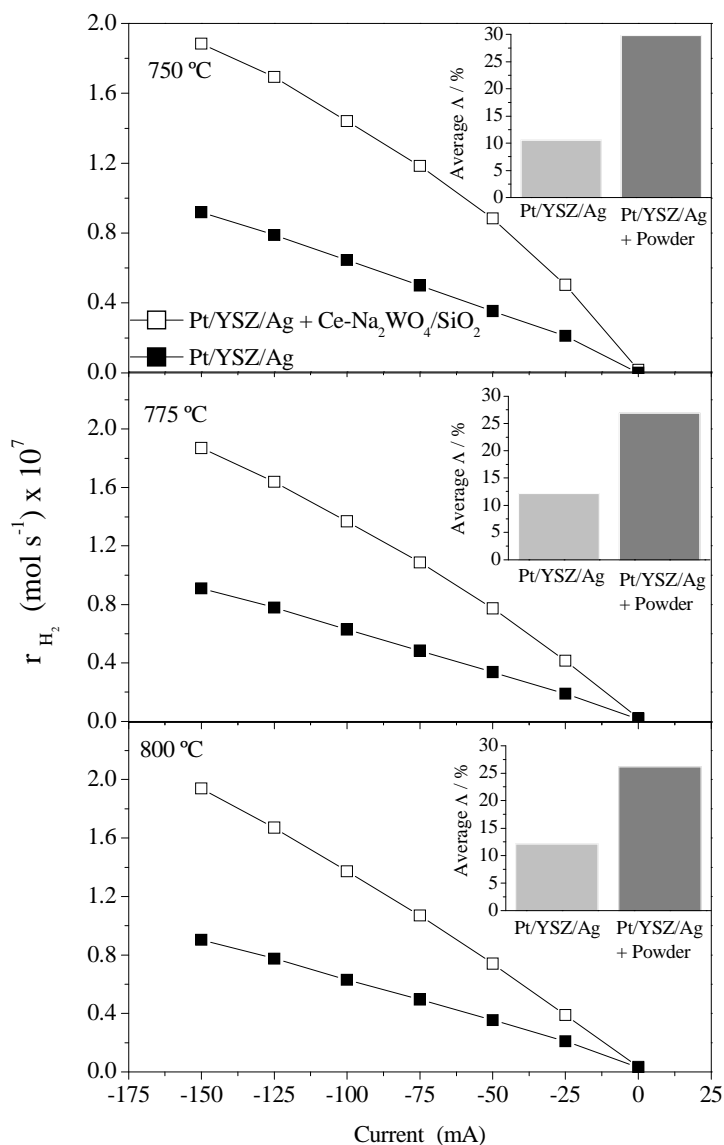 2.0
1.6
1.2
0.8
0.4
0.0
750 ºC
Pt/YSZ/Ag + Ce-Na₂WO₄/SiO₂
Pt/YSZ/Ag
Average Λ / %
30
25
20
15
10
5
0
Pt/YSZ/Ag
Pt/YSZ/Ag
+ Powder
r H₂ (mol s⁻¹) x 10⁷
2.0
1.6
1.2
0.8
0.4
0.0
775 ºC
Average Λ / %
30
25
20
15
10
5
0
Pt/YSZ/Ag
Pt/YSZ/Ag
+ Powder
2.0
1.6
1.2
0.8
0.4
0.0
800 ºC
Average Λ / %
30
25
20
15
10
5
0
Pt/YSZ/Ag
Pt/YSZ/Ag
+ Powder
-175 -150 -125 -100 -75 -50 -25 0 25
Current (mA)